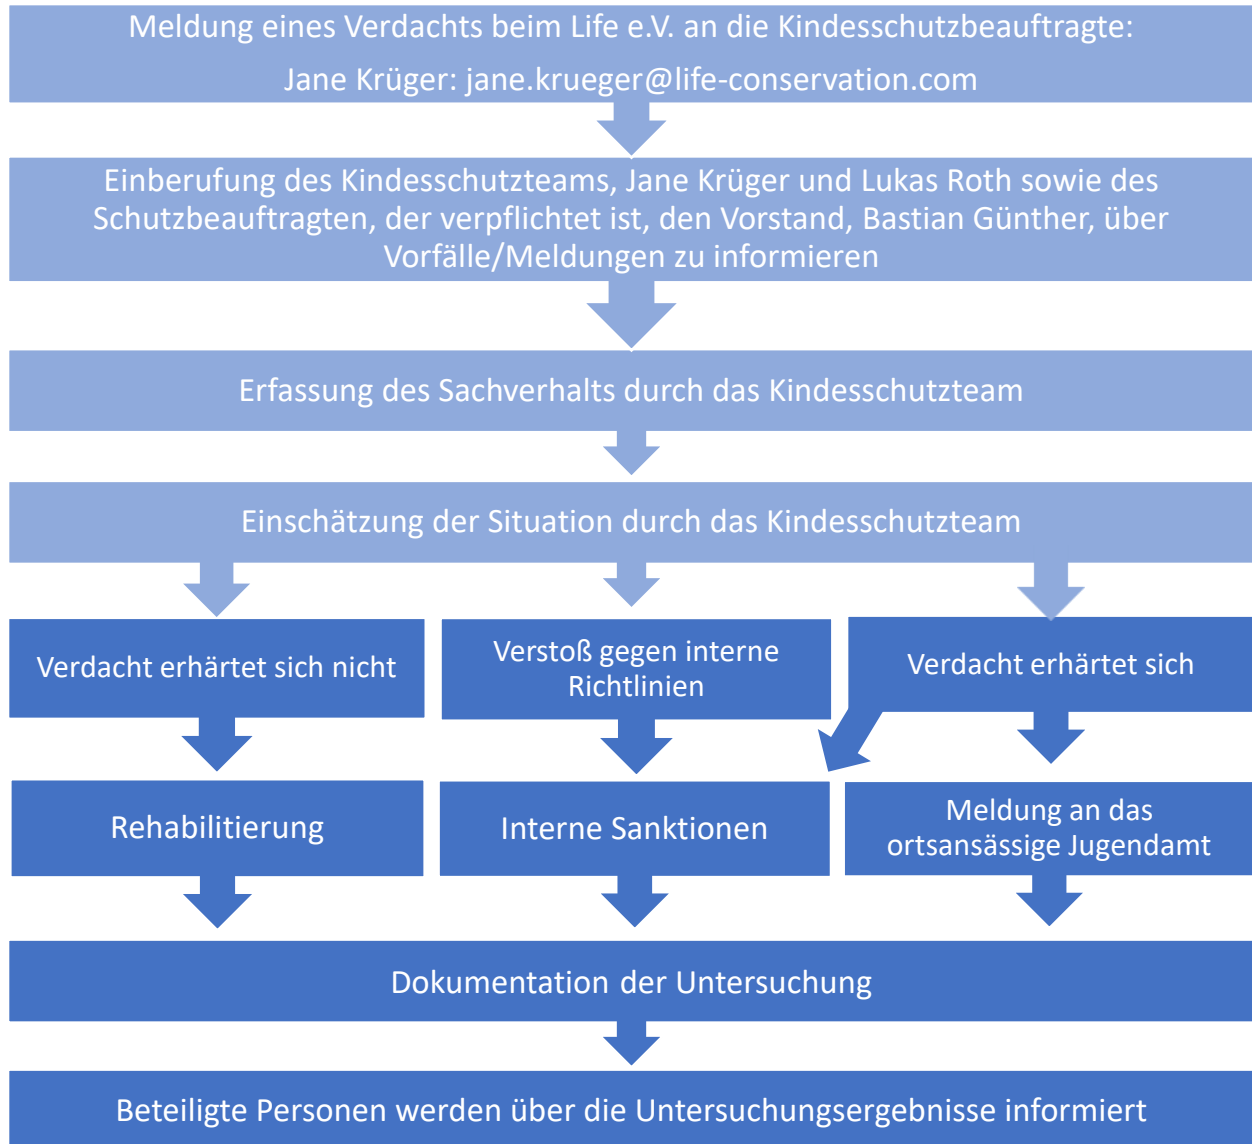 Meldung eines Verdachts beim Life e.V. an die Kindesschutzbeauftragte:
Jane Krüger: jane.krueger@life-conservation.com
Einberufung des Kindesschutzteams, Jane Krüger und Lukas Roth sowie des
Schutzbeauftragten, der verpflichtet ist, den Vorstand, Bastian Günther, über
Vorfälle/Meldungen zu informieren
Erfassung des Sachverhalts durch das Kindesschutzteam
Einschätzung der Situation durch das Kindesschutzteam
Verdacht erhärtet sich nicht
Verstoß gegen interne
Richtlinien
Verdacht erhärtet sich
Rehabilitierung
Interne Sanktionen
Meldung an das
ortsansässige Jugendamt
Dokumentation der Untersuchung
Beteiligte Personen werden über die Untersuchungsergebnisse informiert